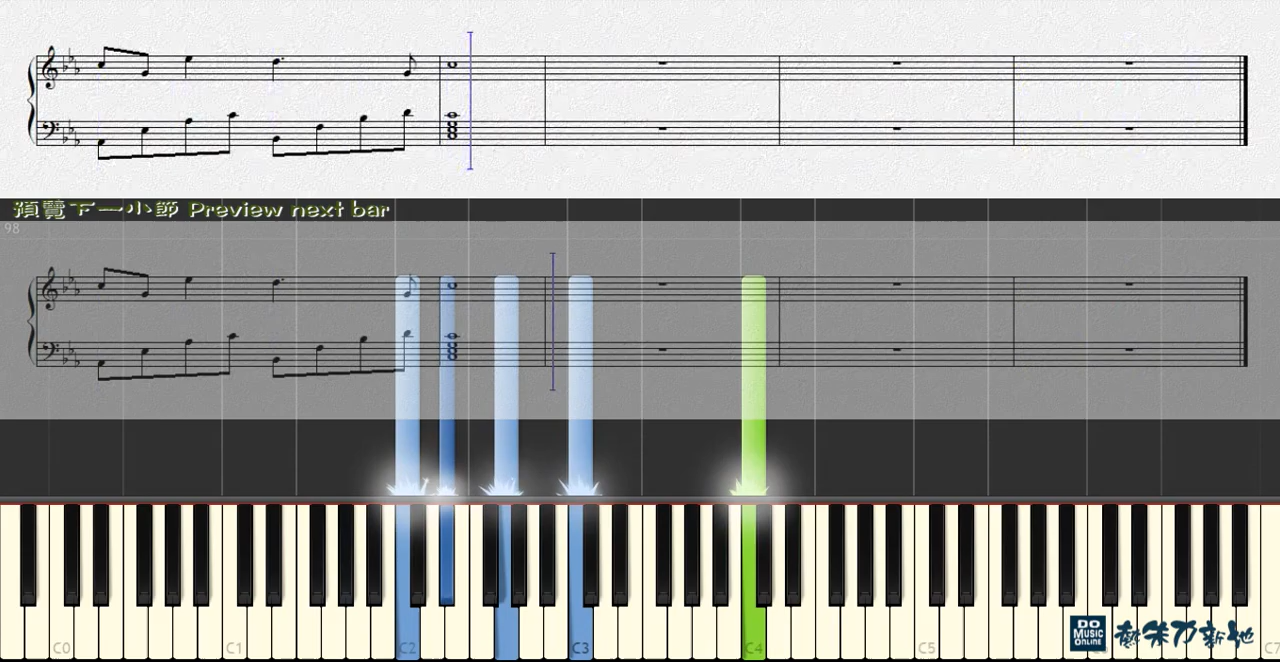 預覽下一小節 Preview next bar
98
C0 C1 C2 C3 C4 C5 C7
DO
MUSIC
ONLINE